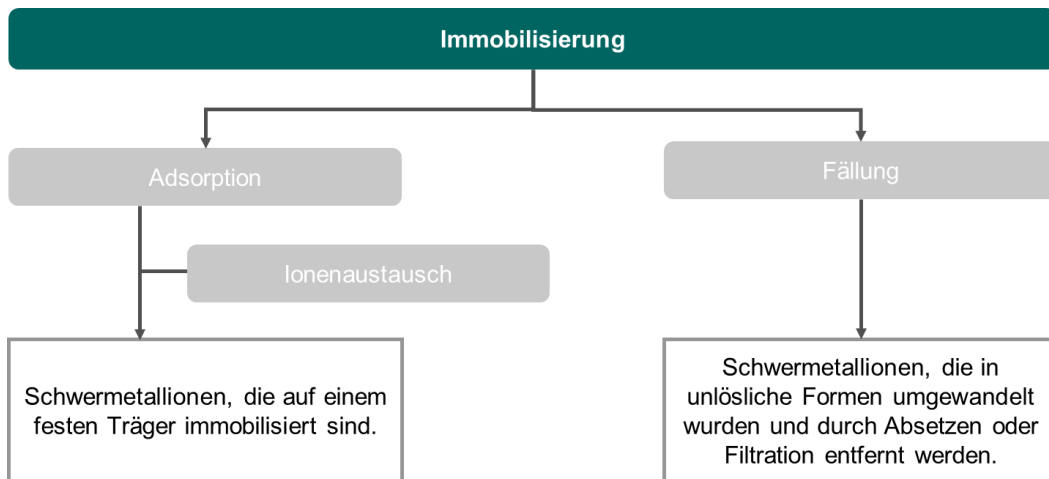 Immobilisierung
Adsorption
Fällung
Ionenaustausch
Schwermetallionen, die auf einem
festen Träger immobilisiert sind.
Schwermetallionen, die in
unlösliche Formen umgewandelt
wurden und durch Absetzen oder
Filtration entfernt werden.